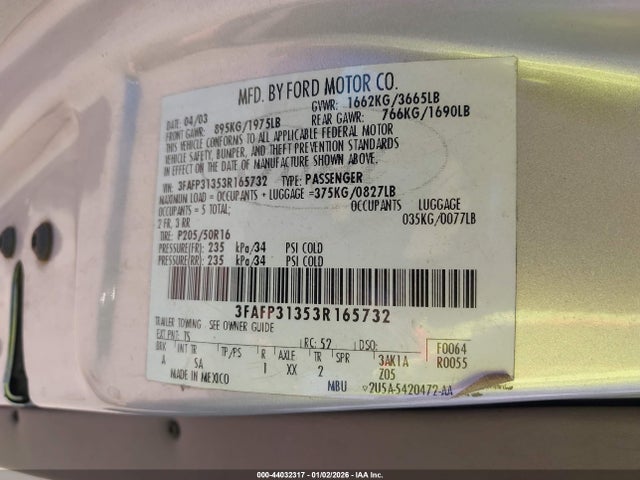 MFD. BY FORD MOTOR CO.
04/03 GVWR: 1662KG/3665LB
FRONT GAWR: 895KG/1975LB REAR GAWR: 766KG/1690LB
THIS VEHICLE CONFORMS TO ALL APPLICABLE FEDERAL MOTOR
VEHICLE SAFETY, BUMPER, AND THEFT PREVENTION STANDARDS
IN EFFECT ON THE DATE OF MANUFACTURE SHOWN ABOVE.
VIN: 3FAFP31353R165732 TYPE: PASSENGER
MAXIMUM LOAD = OCCUPANTS + LUGGAGE =375KG/0827LB
OCCUPANTS = 5 TOTAL; OCCUPANTS LUGGAGE
2 FR, 3 RR 035KG/0077LB
TIRE: P205/50R16
PRESSURE(FR): 235 kPa/34 PSI COLD
PRESSURE(RR): 235 kPa/34 PSI COLD
3FAFP31353R165732
TRAILER TOWING SEE OWNER GUIDE
EXT PNT: TS RC: 52 DSO: F0064
BRK INT TR TP/PS R AXLE TR SPR 3AK1A R0055
A SA 1 XX 2 Z05
MADE IN MEXICO MBU 2U5A-5420472-AA
000-44032317 - 01/02/2026 - IAA Inc.